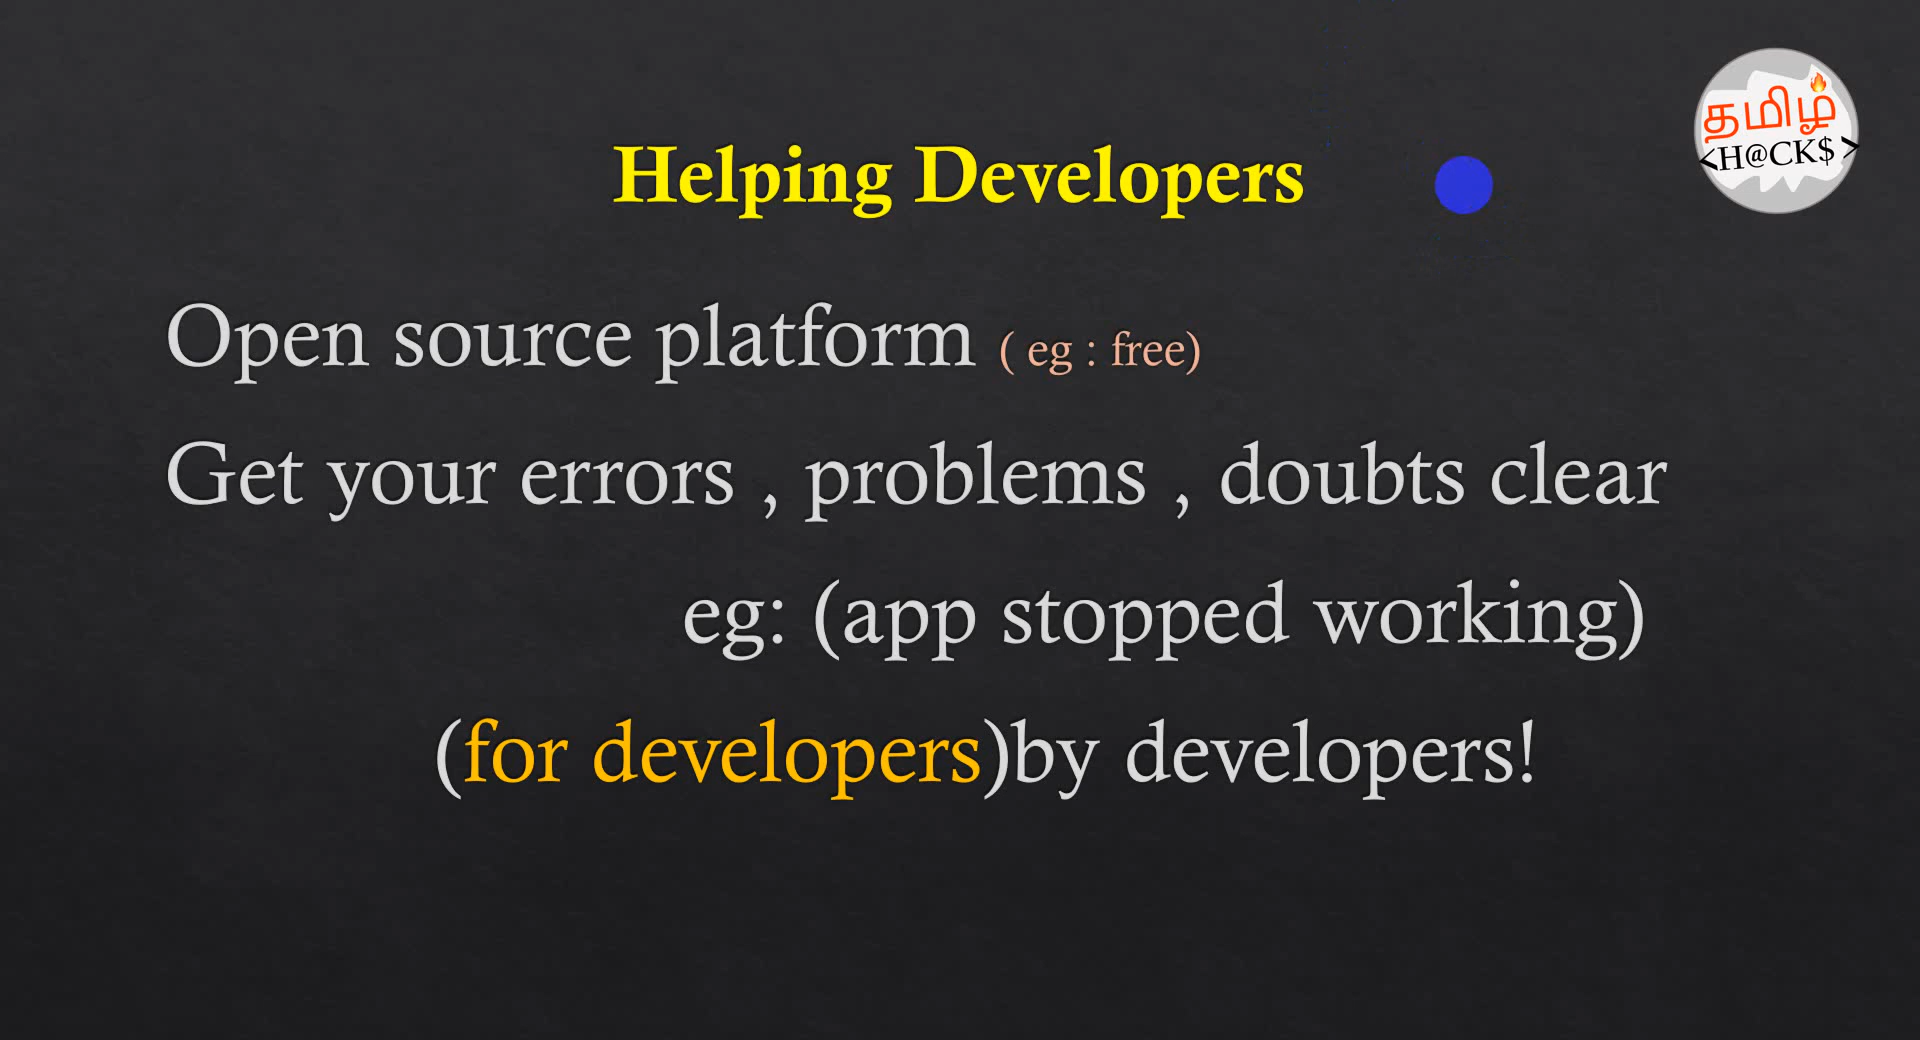 தமிழ்
<H@CK$>
Helping Developers
Open source platform ( eg : free)
Get your errors , problems , doubts clear
eg: (app stopped working)
(for developers)by developers!